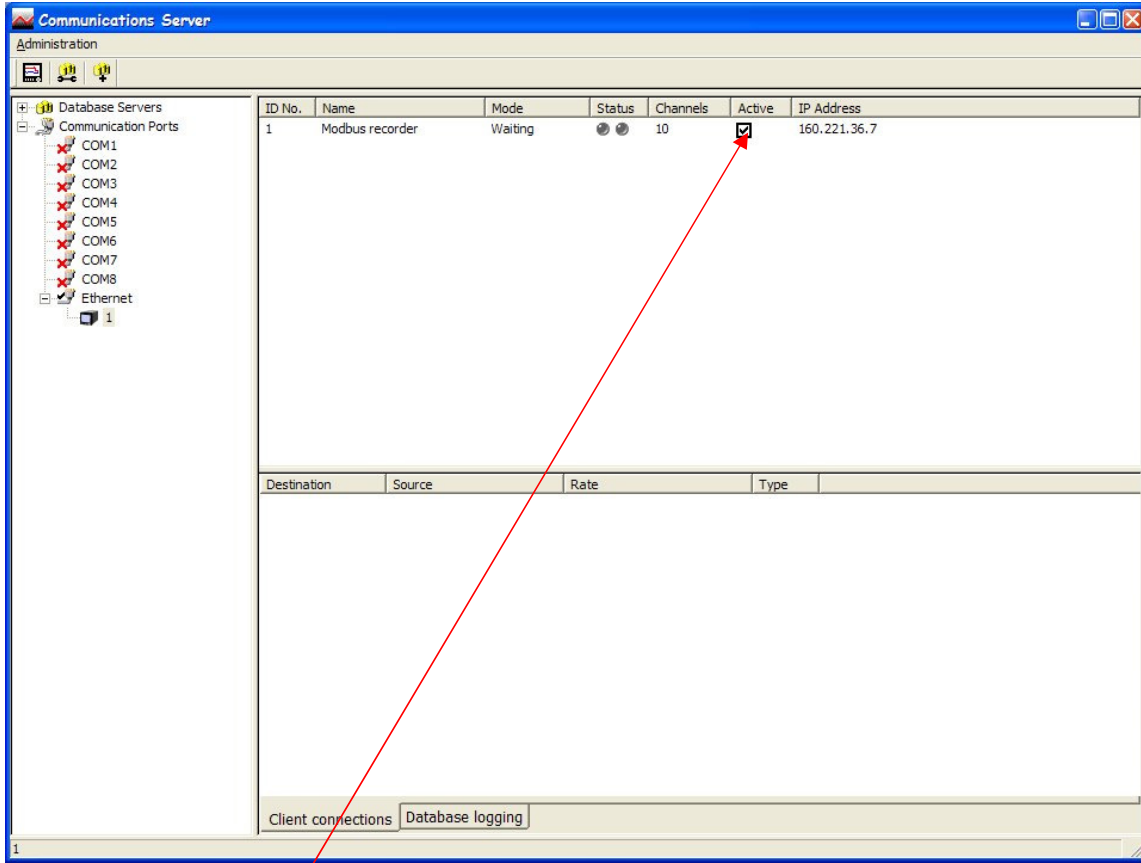 Communications Server
Administration
Database Servers
Communication Ports
COM1
COM2
COM3
COM4
COM5
COM6
COM7
COM8
Ethernet
1
ID No. Name Mode Status Channels Active IP Address
1 Modbus recorder Waiting 10 160.221.36.7
Destination Source Rate Type
Client connections Database logging
1